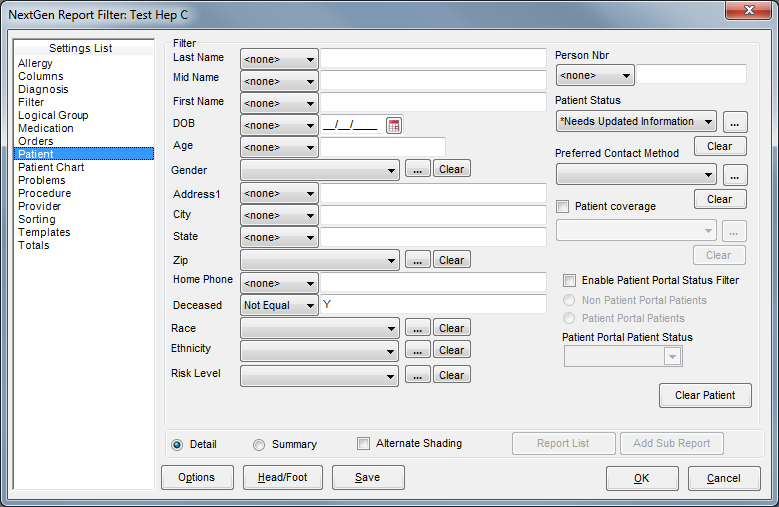 NextGen Report Filter: Test Hep C
Settings List
Allergy
Columns
Diagnosis
Filter
Logical Group
Medication
Orders
Patient
Patient Chart
Problems
Procedure
Provider
Sorting
Templates
Totals
Filter
Last Name <none>
Mid Name <none>
First Name <none>
DOB <none> __/__/____
Age <none>
Gender ... Clear
Address1 <none>
City <none>
State <none>
Zip ... Clear
Home Phone <none>
Deceased Not Equal Y
Race ... Clear
Ethnicity ... Clear
Risk Level ... Clear
Person Nbr
<none>
Patient Status
*Needs Updated Information ...
Clear
Preferred Contact Method
...
Clear
Patient coverage
...
Clear
Enable Patient Portal Status Filter
Non Patient Portal Patients
Patient Portal Patients
Patient Portal Patient Status
Clear Patient
Detail Summary Alternate Shading Report List Add Sub Report
Options Head/Foot Save OK Cancel